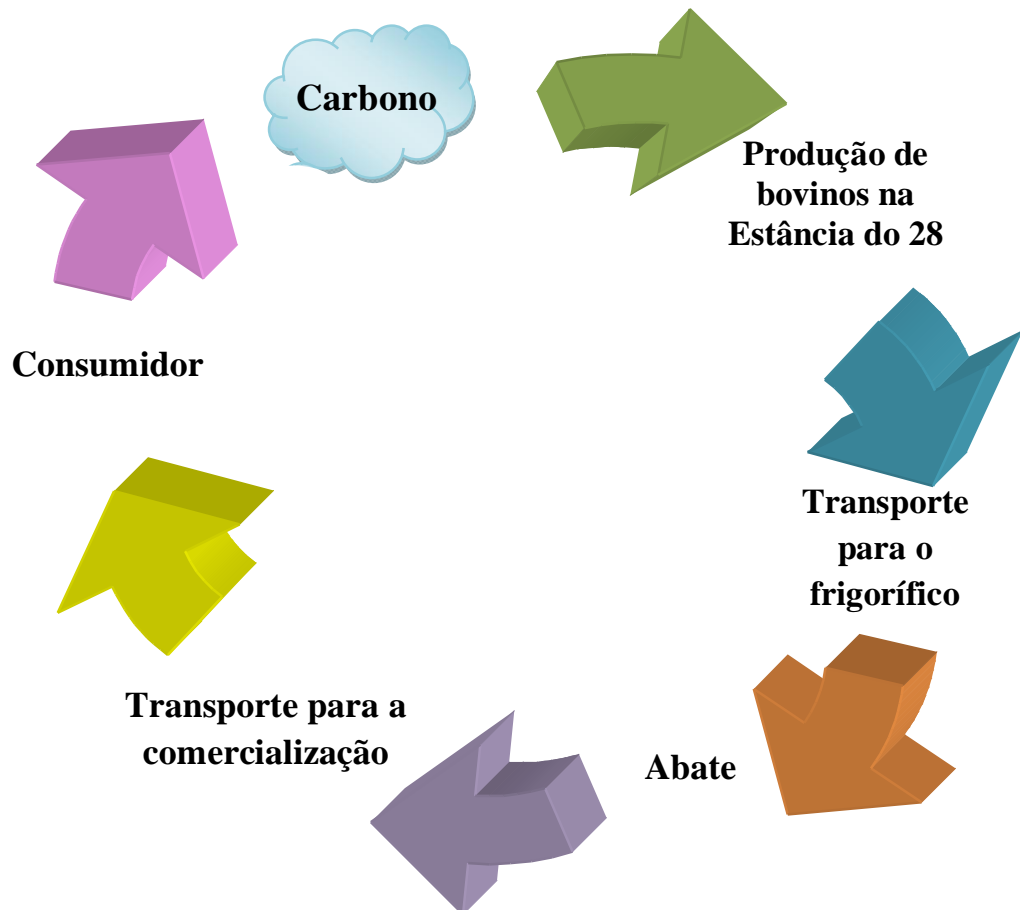 Carbono
Produção de
bovinos na
Estância do 28
Transporte
para o
frigorífico
Abate
Transporte para a
comercialização
Consumidor